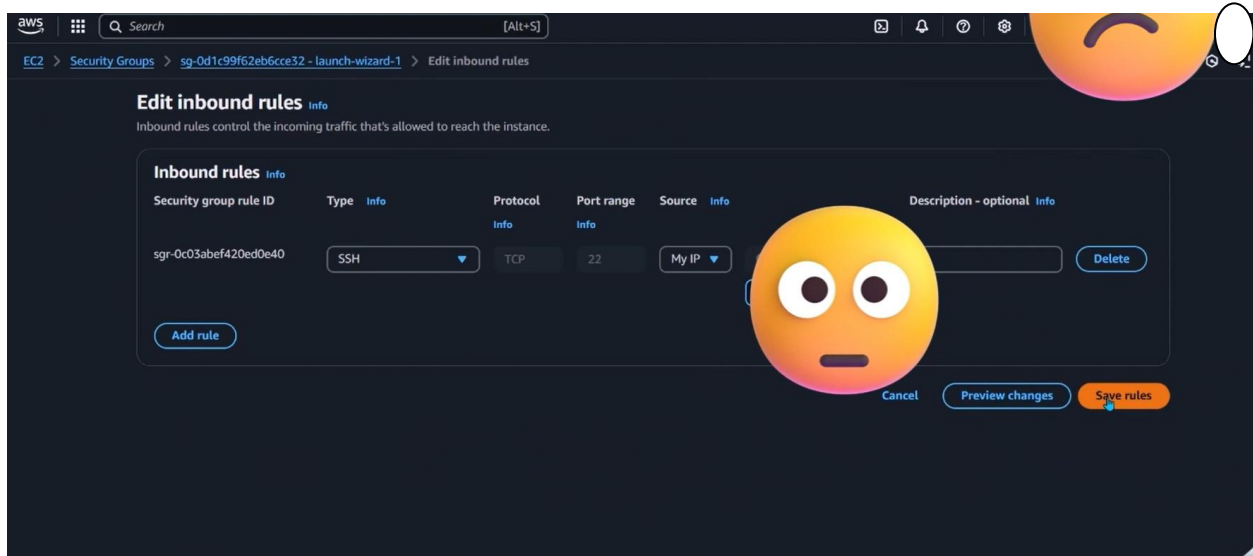 aws Search [Alt+S]
EC2 > Security Groups > sg-0d1c99f62eb6cce32 - launch-wizard-1 > Edit inbound rules
Edit inbound rules Info
Inbound rules control the incoming traffic that's allowed to reach the instance.
Inbound rules Info
Security group rule ID Type Info Protocol Info Port range Info Source Info Description - optional Info
sgr-0c03abef420ed0e40 SSH TCP 22 My IP Delete
Add rule
Cancel Preview changes Save rules